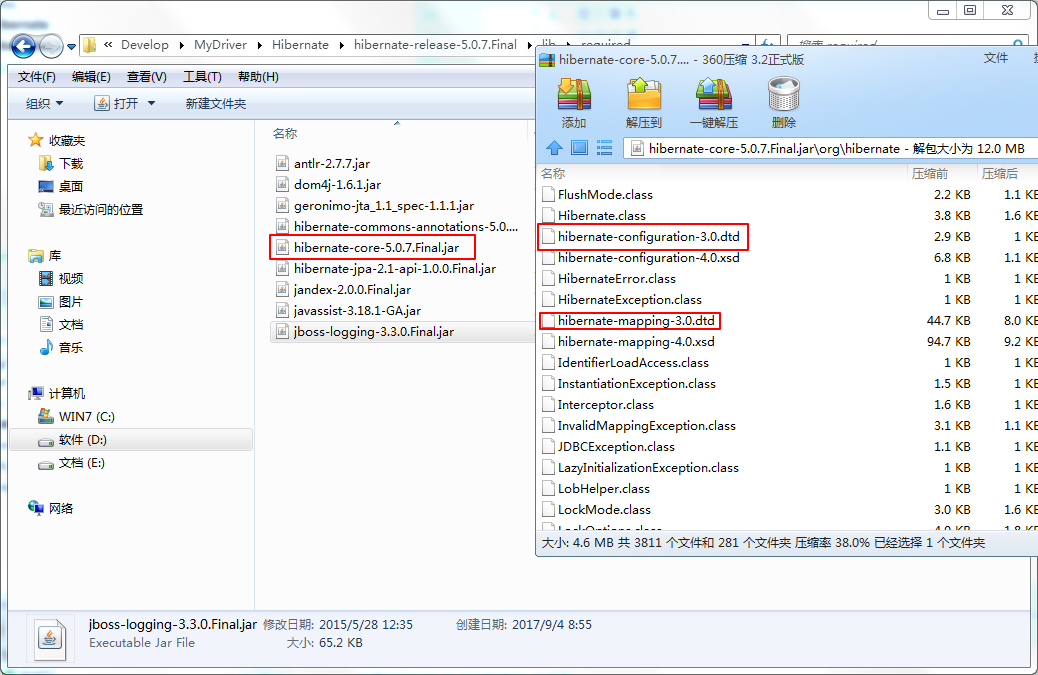 « Develop ▸ MyDriver ▸ Hibernate ▸ hibernate-release-5.0.7.Final ▸ lib ▸ required
搜索 required
文件(F) 编辑(E) 查看(V) 工具(T) 帮助(H)
组织 打开 新建文件夹
收藏夹
下载
桌面
最近访问的位置
库
视频
图片
文档
音乐
计算机
WIN7 (C:)
软件 (D:)
文档 (E:)
网络
名称
antlr-2.7.7.jar
dom4j-1.6.1.jar
geronimo-jta_1.1_spec-1.1.1.jar
hibernate-commons-annotations-5.0....
hibernate-core-5.0.7.Final.jar
hibernate-jpa-2.1-api-1.0.0.Final.jar
jandex-2.0.0.Final.jar
javassist-3.18.1-GA.jar
jboss-logging-3.3.0.Final.jar
hibernate-core-5.0.7.... - 360压缩 3.2正式版
文件
添加 解压到 一键解压 删除
hibernate-core-5.0.7.Final.jar\org\hibernate - 解包大小为 12.0 MB
名称 压缩前 压缩后
FlushMode.class 2.2 KB 1.1 KB
Hibernate.class 3.8 KB 1.6 KB
hibernate-configuration-3.0.dtd 2.9 KB 1 KB
hibernate-configuration-4.0.xsd 6.8 KB 1.1 KB
HibernateError.class 1 KB 1 KB
HibernateException.class 1 KB 1 KB
hibernate-mapping-3.0.dtd 44.7 KB 8.0 KB
hibernate-mapping-4.0.xsd 94.7 KB 9.2 KB
IdentifierLoadAccess.class 1 KB 1 KB
InstantiationException.class 1.5 KB 1 KB
Interceptor.class 1.6 KB 1 KB
InvalidMappingException.class 3.1 KB 1.1 KB
JDBCException.class 1.1 KB 1 KB
LazyInitializationException.class 1 KB 1 KB
LobHelper.class 1 KB 1 KB
LockMode.class 3.0 KB 1.6 KB
LockOptions.class 4.0 KB 1.8 KB
大小: 4.6 MB 共 3811 个文件和 281 个文件夹 压缩率 38.0% 已经选择 1 个文件夹
jboss-logging-3.3.0.Final.jar 修改日期: 2015/5/28 12:35 创建日期: 2017/9/4 8:55
Executable Jar File 大小: 65.2 KB